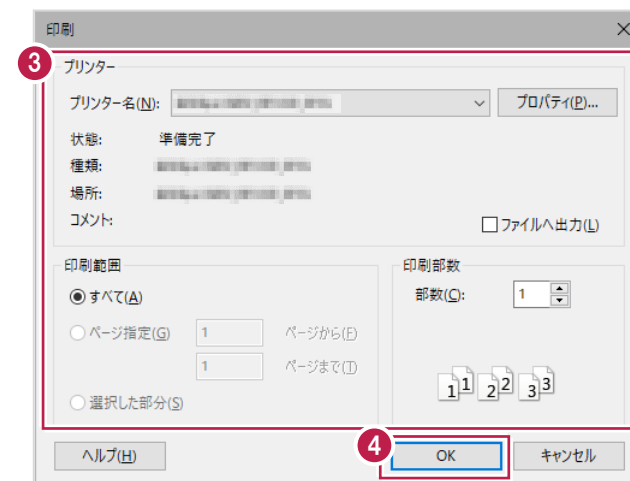 印刷
3
プリンター
プリンター名(N):
プロパティ(P)...
状態: 準備完了
種類:
場所:
コメント:
ファイルへ出力(L)
印刷範囲
すべて(A)
ページ指定(G) 1 ページから(F)
1 ページまで(T)
選択した部分(S)
印刷部数
部数(C): 1
1 1 2 2 3 3
ヘルプ(H)
4
OK
キャンセル